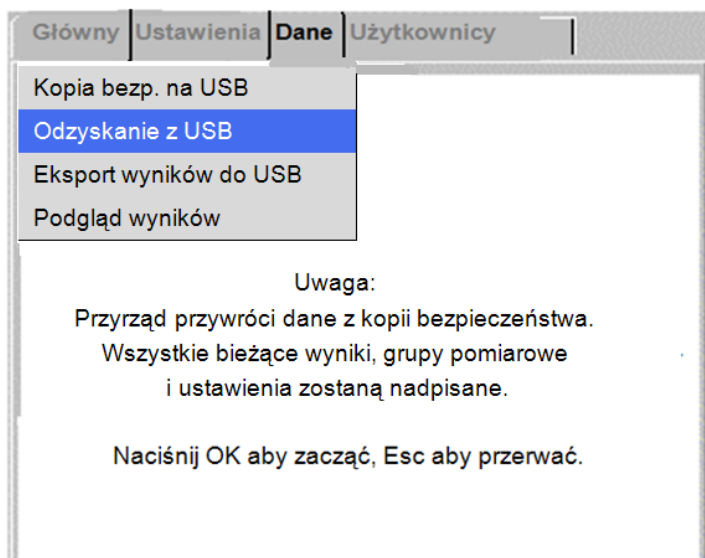 Główny Ustawienia Dane Użytkownicy
Kopia bezp. na USB
Odzyskanie z USB
Eksport wyników do USB
Podgląd wyników
Uwaga:
Przyrząd przywróci dane z kopii bezpieczeństwa.
Wszystkie bieżące wyniki, grupy pomiarowe
i ustawienia zostaną nadpisane.
Naciśnij OK aby zacząć, Esc aby przerwać.